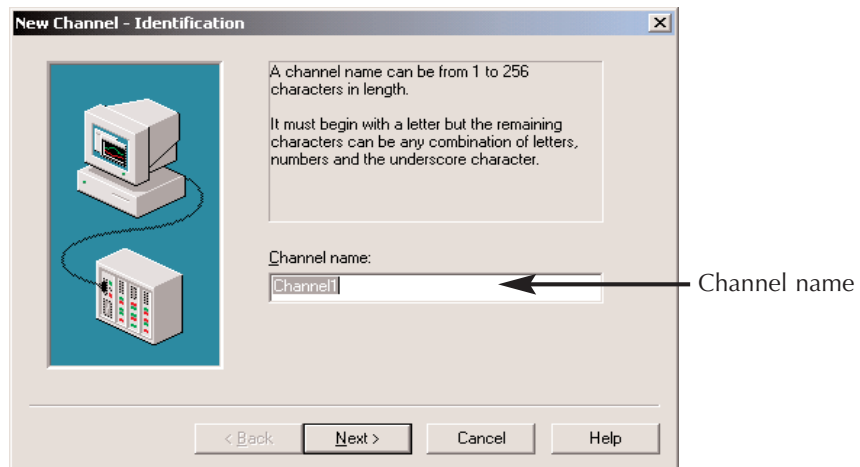 New Channel - Identification
A channel name can be from 1 to 256
characters in length.
It must begin with a letter but the remaining
characters can be any combination of letters,
numbers and the underscore character.
Channel name:
Channel1
Channel name
< Back
Next >
Cancel
Help